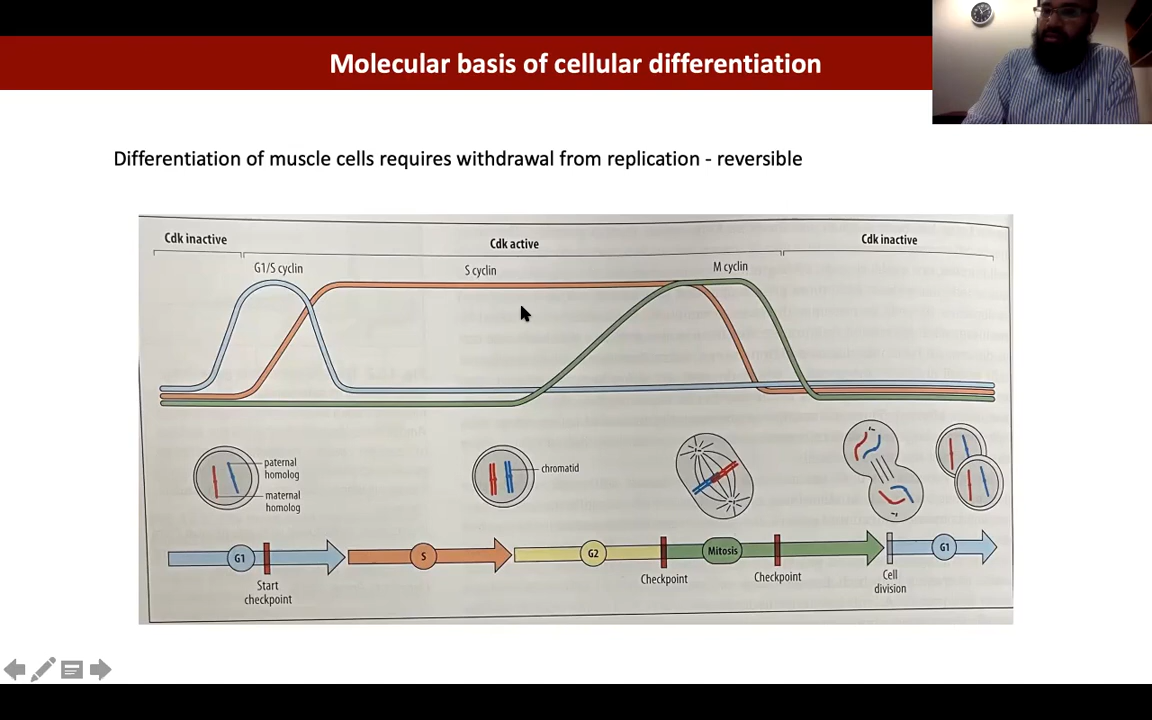 Molecular basis of cellular differentiation
Differentiation of muscle cells requires withdrawal from replication - reversible
Cdk inactive
Cdk active
Cdk inactive
G1/S cyclin
S cyclin
M cyclin
paternal
homolog
maternal
homolog
chromatid
G1
S
G2
Mitosis
G1
Start
checkpoint
Checkpoint
Checkpoint
Cell
division